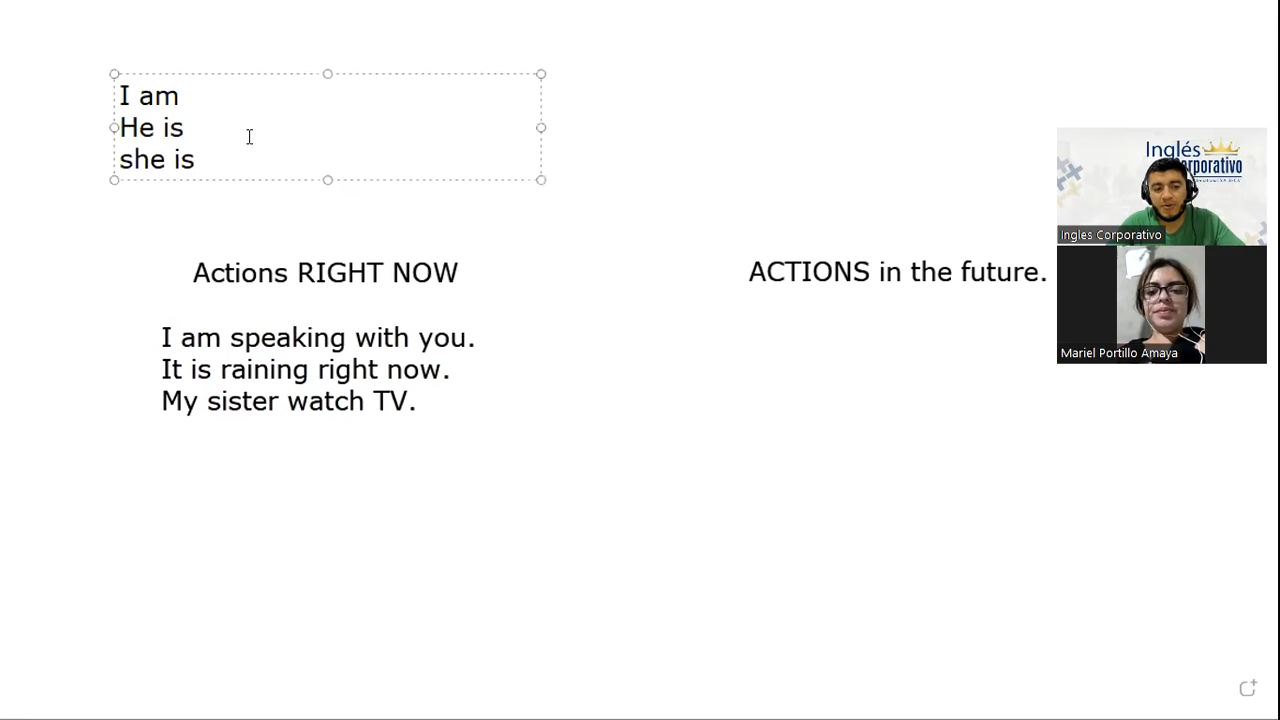 I am
He is
she is
Actions RIGHT NOW
I am speaking with you.
It is raining right now.
My sister watch TV.
ACTIONS in the future.
Inglés
Corporativo
Ingles Corporativo
Mariel Portillo Amaya